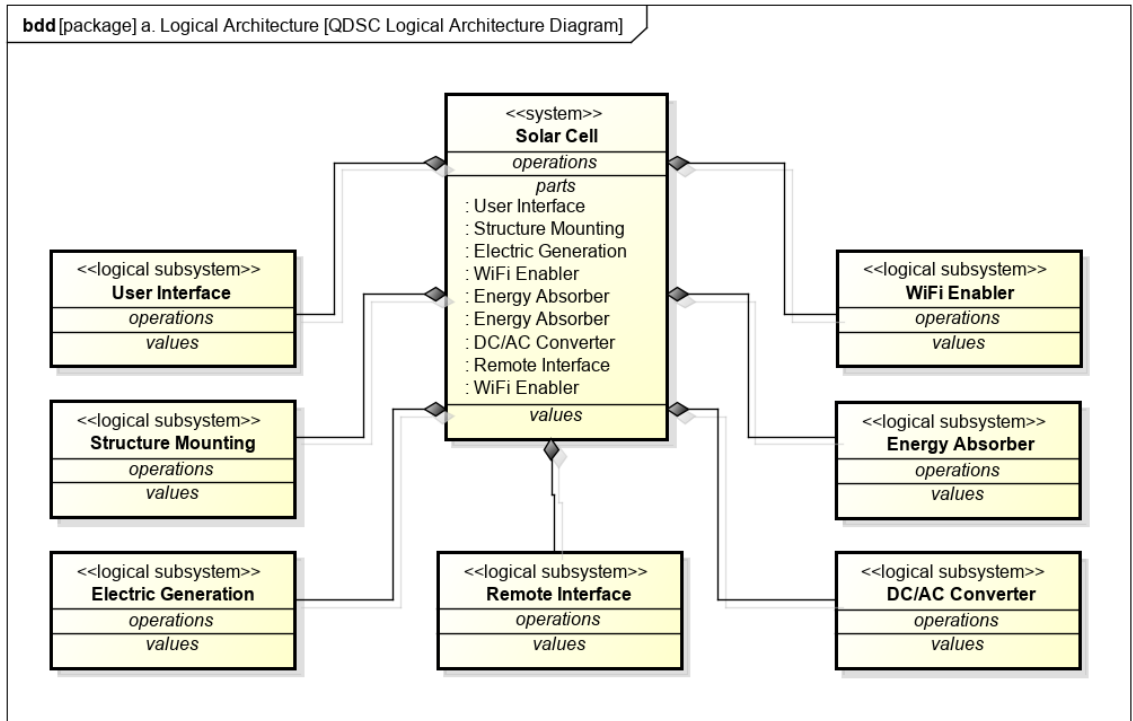 bdd [package] a. Logical Architecture [QDSC Logical Architecture Diagram]
<<system>>
Solar Cell
operations
parts
: User Interface
: Structure Mounting
: Electric Generation
: WiFi Enabler
: Energy Absorber
: Energy Absorber
: DC/AC Converter
: Remote Interface
: WiFi Enabler
values
<<logical subsystem>>
User Interface
operations
values
<<logical subsystem>>
WiFi Enabler
operations
values
<<logical subsystem>>
Structure Mounting
operations
values
<<logical subsystem>>
Energy Absorber
operations
values
<<logical subsystem>>
Electric Generation
operations
values
<<logical subsystem>>
Remote Interface
operations
values
<<logical subsystem>>
DC/AC Converter
operations
values